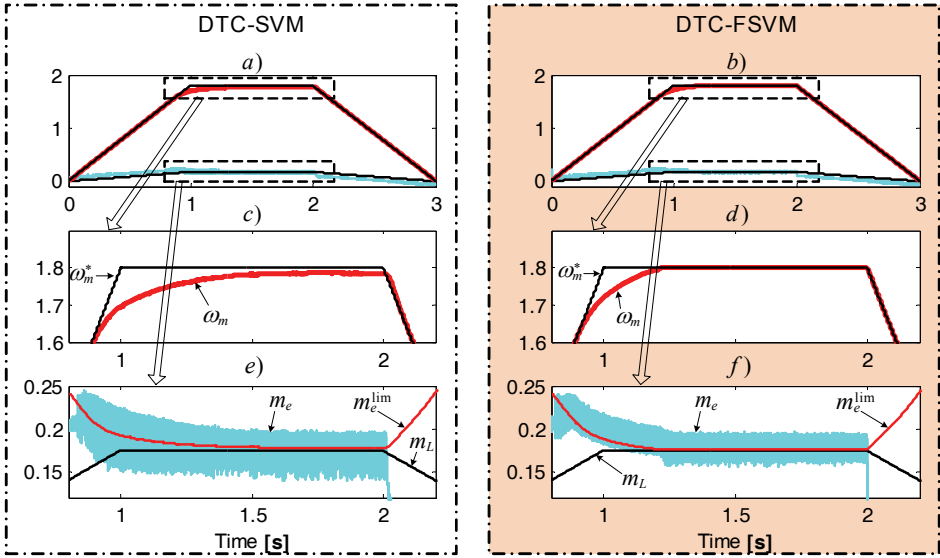 DTC-SVM
a)
2
1
0
0 1 2 3
c)
1.8
1.7
1.6
ω*m
ωm
1 2
e)
0.25
0.2
0.15
me
m lim e
mL
1 1.5 2
Time [s]
DTC-FSVM
b)
2
1
0
0 1 2 3
d)
1.8
1.7
1.6
ω*m
ωm
1 2
f)
0.25
0.2
0.15
me
m lim e
mL
1 1.5 2
Time [s]